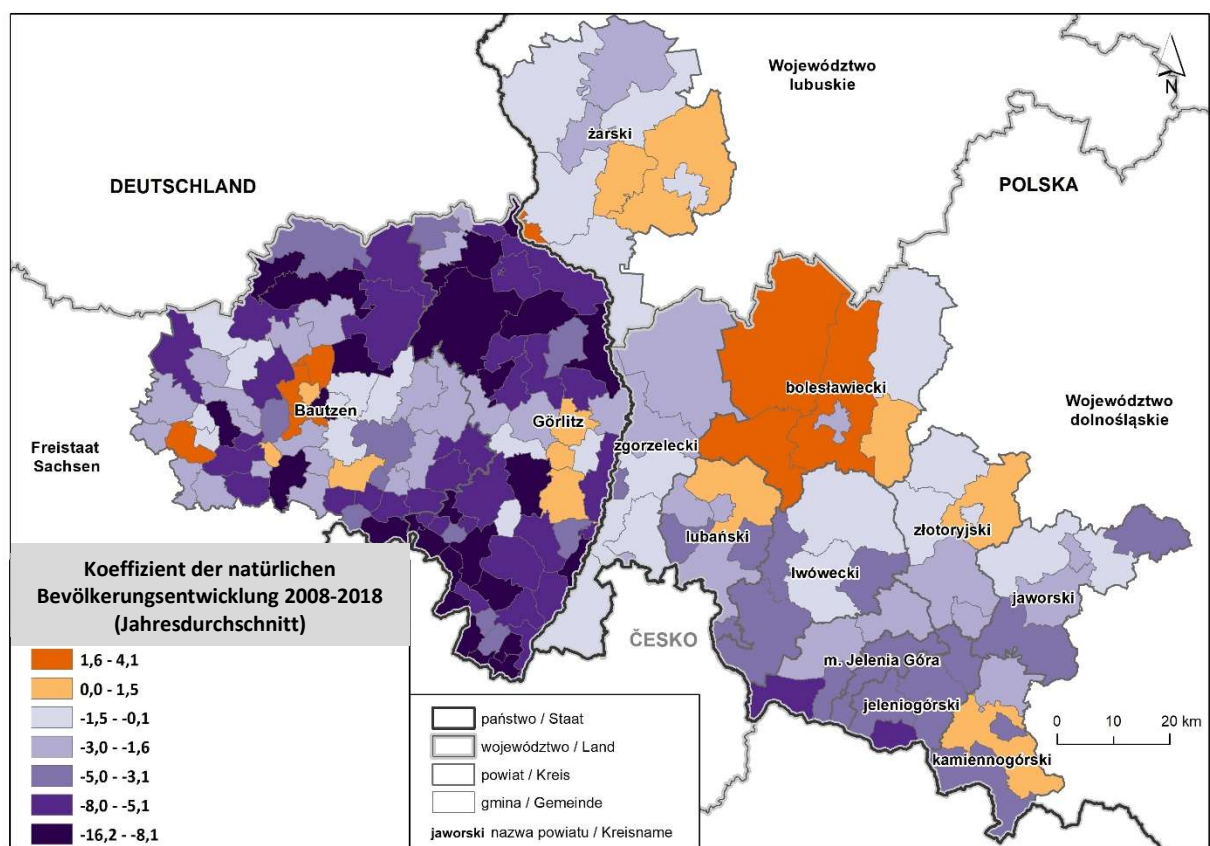 Województwo
lubuskie
N
żarski
DEUTSCHLAND
POLSKA
bolesławiecki
Województwo
dolnośląskie
Bautzen
Görlitz
zgorzelecki
Freistaat
Sachsen
złotoryjski
lubański
lwówecki
jaworski
ČESKO
m. Jelenia Góra
jeleniogórski
kamiennogórski
0 10 20 km
Koeffizient der natürlichen
Bevölkerungsentwicklung 2008-2018
(Jahresdurchschnitt)
1,6 - 4,1
0,0 - 1,5
-1,5 - -0,1
-3,0 - -1,6
-5,0 - -3,1
-8,0 - -5,1
-16,2 - -8,1
państwo / Staat
województwo / Land
powiat / Kreis
gmina / Gemeinde
jaworski nazwa powiatu / Kreisname